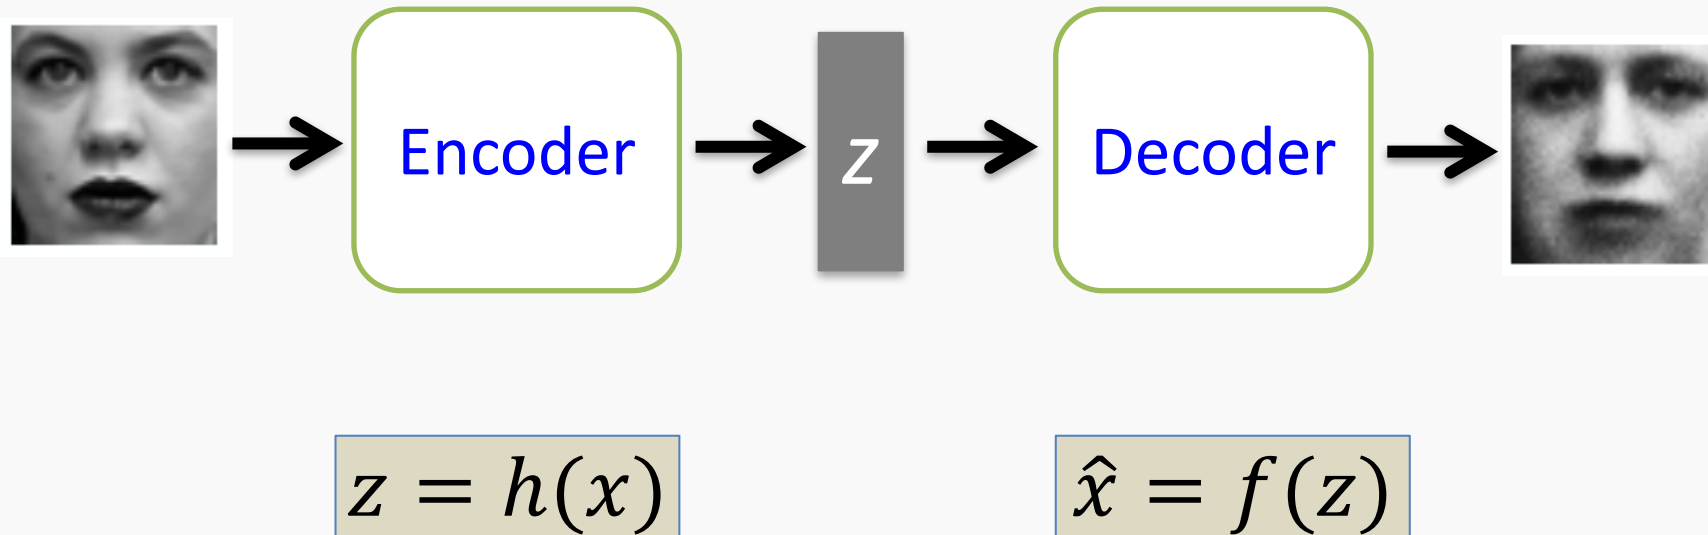 Encoder
z
Decoder
z = h(x)
x̂ = f(z)